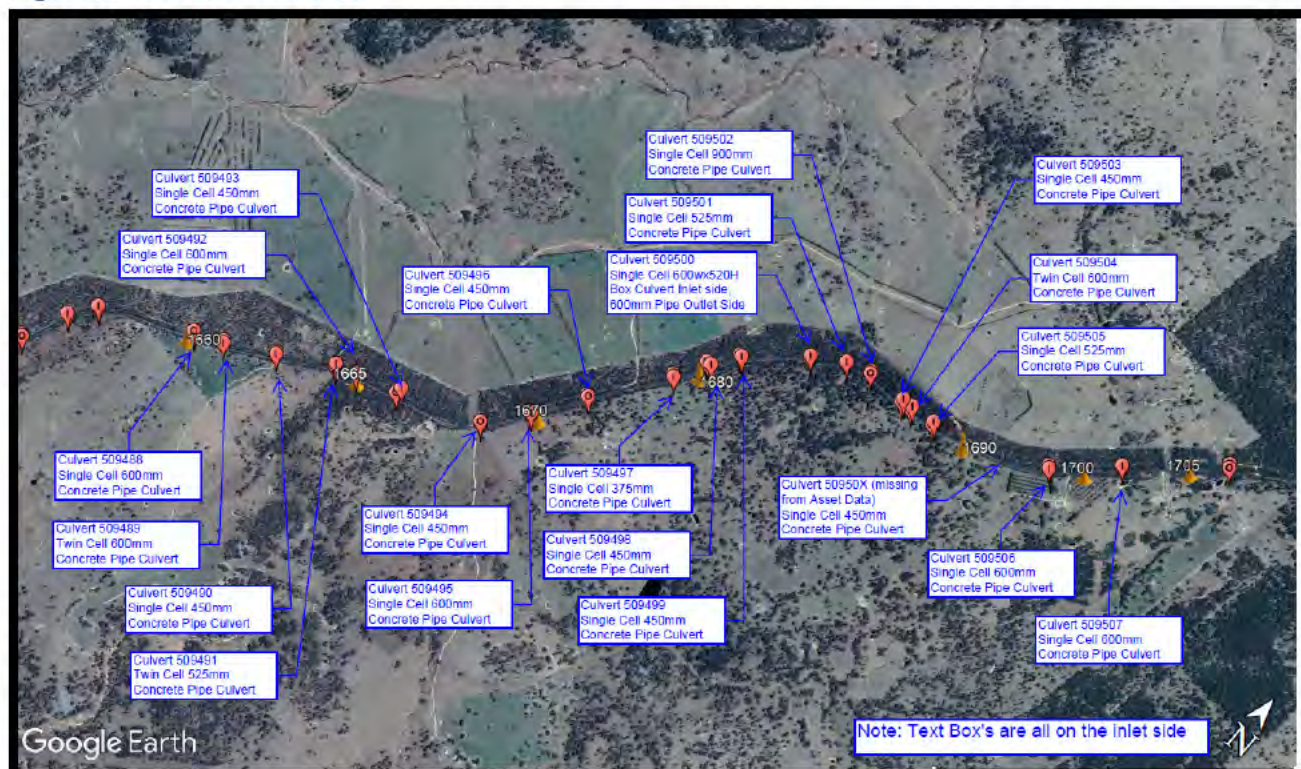 Culvert 509502
Single Cell 900mm
Concrete Pipe Culvert
Culvert 509503
Single Cell 450mm
Concrete Pipe Culvert
Culvert 509493
Single Cell 450mm
Concrete Pipe Culvert
Culvert 509501
Single Cell 525mm
Concrete Pipe Culvert
Culvert 509492
Single Cell 600mm
Concrete Pipe Culvert
Culvert 509496
Single Cell 450mm
Concrete Pipe Culvert
Culvert 509500
Single Cell 600wx520H
Box Culvert Inlet side,
600mm Pipe Outlet Side
Culvert 509504
Twin Cell 600mm
Concrete Pipe Culvert
Culvert 509505
Single Cell 525mm
Concrete Pipe Culvert
1660
1665
1670
1680
1690
1700
1705
Culvert 509488
Single Cell 600mm
Concrete Pipe Culvert
Culvert 509497
Single Cell 375mm
Concrete Pipe Culvert
Culvert 50950X (missing
from Asset Data)
Single Cell 450mm
Concrete Pipe Culvert
Culvert 509489
Twin Cell 600mm
Concrete Pipe Culvert
Culvert 509494
Single Cell 450mm
Concrete Pipe Culvert
Culvert 509498
Single Cell 450mm
Concrete Pipe Culvert
Culvert 509506
Single Cell 600mm
Concrete Pipe Culvert
Culvert 509490
Single Cell 450mm
Concrete Pipe Culvert
Culvert 509495
Single Cell 600mm
Concrete Pipe Culvert
Culvert 509499
Single Cell 450mm
Concrete Pipe Culvert
Culvert 509507
Single Cell 600mm
Concrete Pipe Culvert
Culvert 509491
Twin Cell 525mm
Concrete Pipe Culvert
Google Earth
Note: Text Box's are all on the inlet side
N